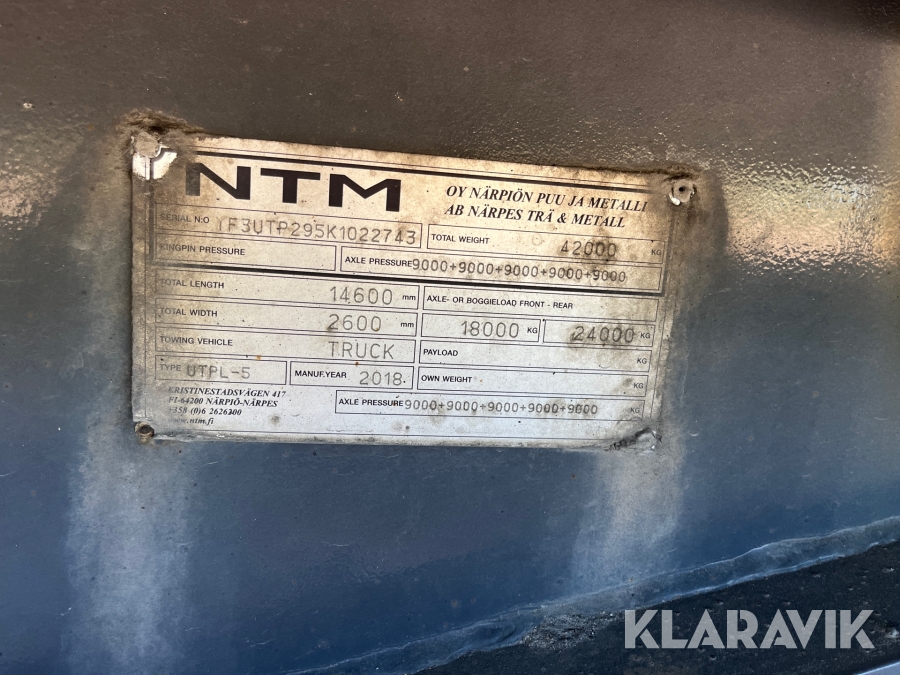 NTM
OY NÄRPIÖN PUU JA METALLI
AB NÄRPES TRÄ & METALL
SERIAL N:O YF3UTP295K1022743
TOTAL WEIGHT 42000 KG
KINGPIN PRESSURE
AXLE PRESSURE 9000+9000+9000+9000+9000
TOTAL LENGTH 14600 mm
AXLE- OR BOGGIELOAD FRONT - REAR
TOTAL WIDTH 2600 mm
18000 KG 24000 KG
TOWING VEHICLE TRUCK
PAYLOAD KG
TYPE UTPL-5
MANUF.YEAR 2018
OWN WEIGHT KG
KRISTINESTADSVÄGEN 417
FI-64200 NÄRPIÖ-NÄRPES
+358 (0)6 2626300
www.ntm.fi
AXLE PRESSURE 9000+9000+9000+9000+9000 KG
KLARAVIK